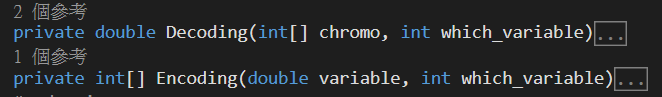 2 個參考
private double Decoding(int[] chromo, int which_variable)...
1 個參考
private int[] Encoding(double variable, int which_variable)...